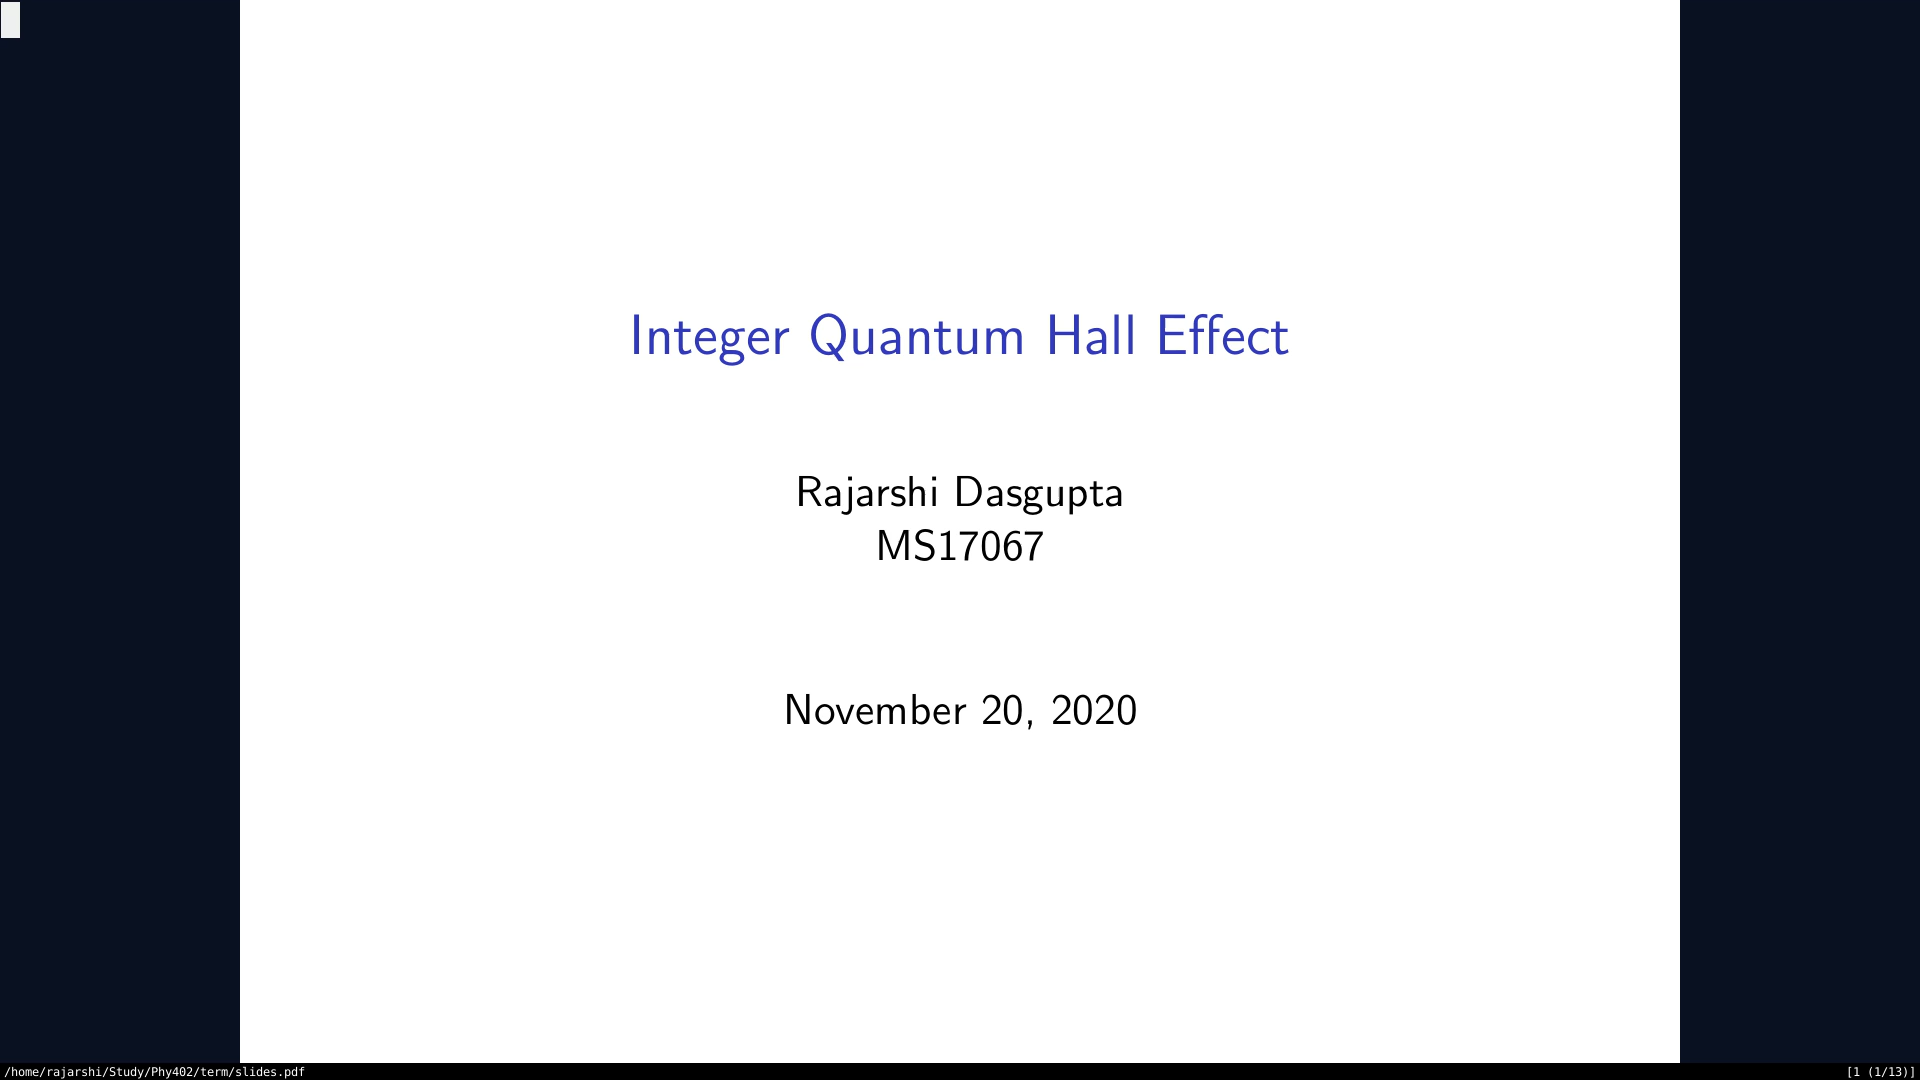 Integer Quantum Hall Effect
Rajarshi Dasgupta
MS17067
November 20, 2020
/home/rajarshi/Study/Phy402/term/slides.pdf
[1 (1/13)]